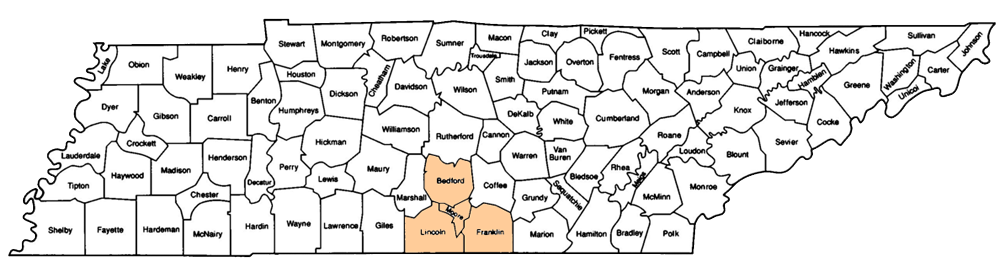 Lake
Obion
Weakley
Henry
Stewart
Montgomery
Robertson
Sumner
Trousdale
Macon
Clay
Pickett
Fentress
Scott
Campbell
Claiborne
Hancock
Hawkins
Sullivan
Johnson
Carter
Washington
Unicoi
Greene
Hamblen
Grainger
Union
Anderson
Morgan
Overton
Jackson
Smith
Putnam
Wilson
Davidson
Cheatham
Dickson
Houston
Humphreys
Benton
Carroll
Gibson
Dyer
Crockett
Lauderdale
Haywood
Madison
Henderson
Decatur
Perry
Hickman
Williamson
Rutherford
Cannon
DeKalb
White
Cumberland
Roane
Knox
Jefferson
Cocke
Sevier
Blount
Loudon
Monroe
McMinn
Meigs
Rhea
Bledsoe
Van
Buren
Warren
Sequatchie
Grundy
Coffee
Bedford
Marshall
Maury
Lewis
Chester
Tipton
Shelby
Fayette
Hardeman
McNairy
Hardin
Wayne
Lawrence
Giles
Lincoln
Moore
Franklin
Marion
Hamilton
Bradley
Polk